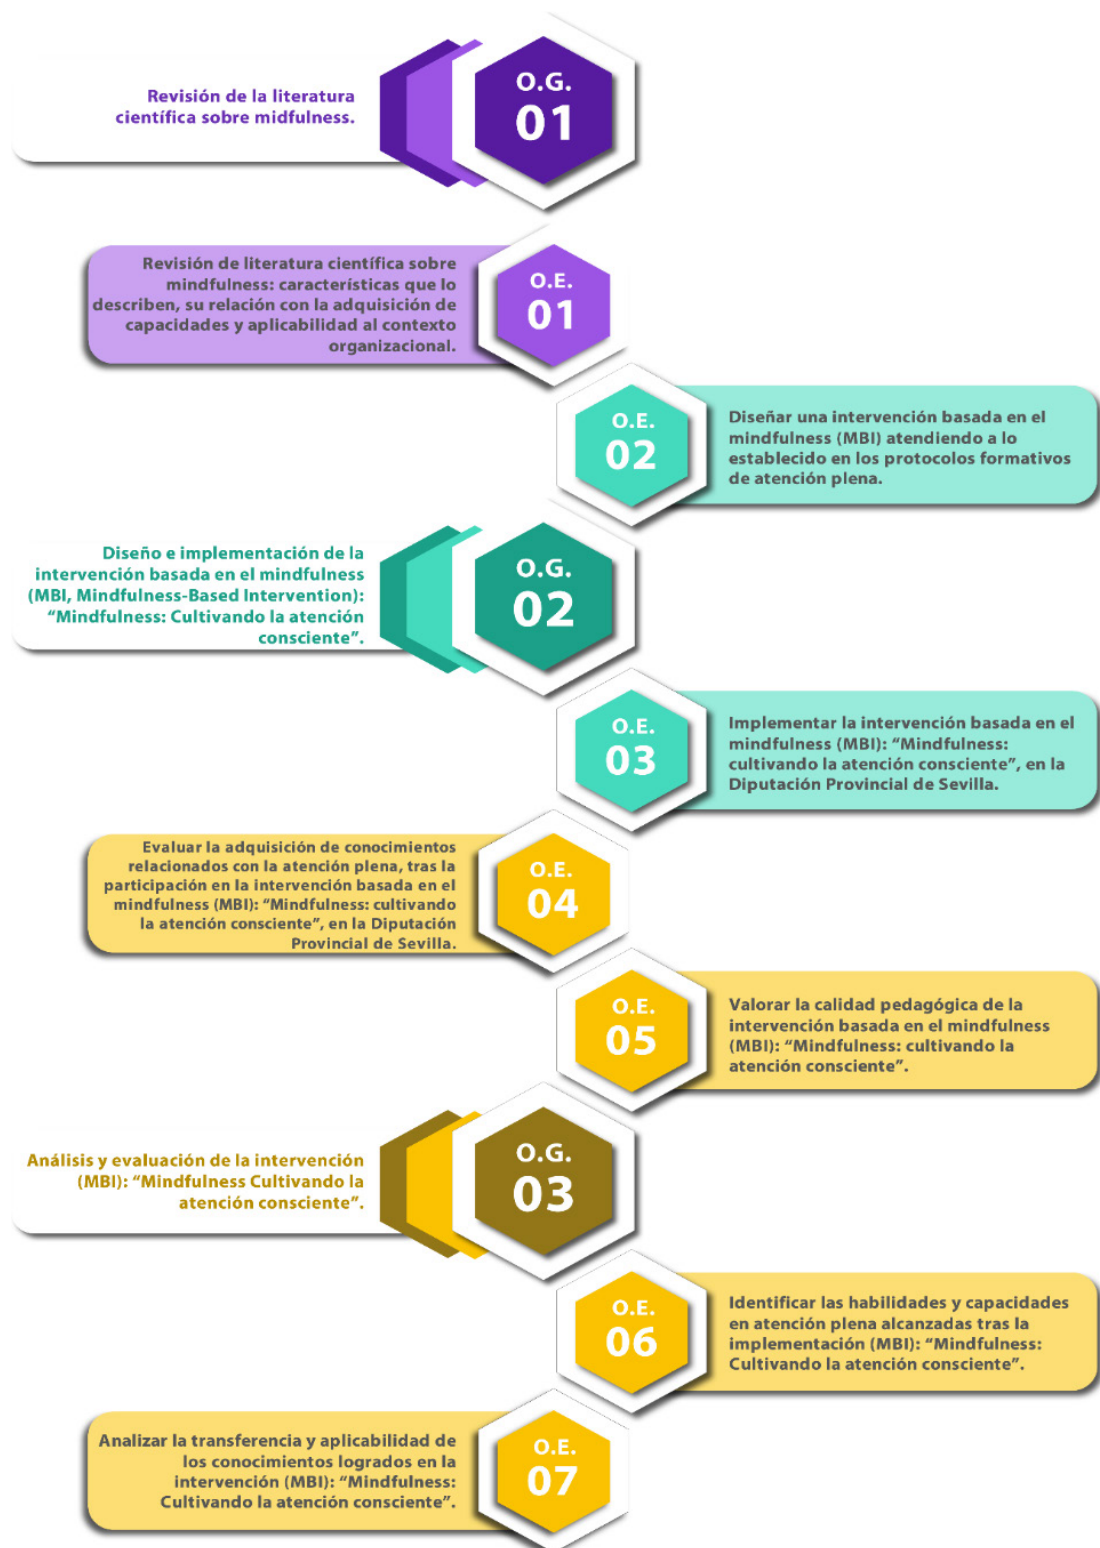 Revisión de la literatura
científica sobre midfulness.
O.G.
01
Revisión de literatura científica sobre
mindfulness: características que lo
describen, su relación con la adquisición de
capacidades y aplicabilidad al contexto
organizacional.
O.E.
01
O.E.
02
Diseñar una intervención basada en el
mindfulness (MBI) atendiendo a lo
establecido en los protocolos formativos
de atención plena.
Diseño e implementación de la
intervención basada en el mindfulness
(MBI, Mindfulness-Based Intervention):
“Mindfulness: Cultivando la atención
consciente”.
O.G.
02
O.E.
03
Implementar la intervención basada en el
mindfulness (MBI): “Mindfulness:
cultivando la atención consciente”, en la
Diputación Provincial de Sevilla.
Evaluar la adquisición de conocimientos
relacionados con la atención plena, tras la
participación en la intervención basada en el
mindfulness (MBI): “Mindfulness: cultivando
la atención consciente”, en la Diputación
Provincial de Sevilla.
O.E.
04
O.E.
05
Valorar la calidad pedagógica de la
intervención basada en el mindfulness
(MBI): “Mindfulness: cultivando la
atención consciente”.
Análisis y evaluación de la intervención
(MBI): “Mindfulness Cultivando la
atención consciente”.
O.G.
03
O.E.
06
Identificar las habilidades y capacidades
en atención plena alcanzadas tras la
implementación (MBI): “Mindfulness:
Cultivando la atención consciente”.
Analizar la transferencia y aplicabilidad de
los conocimientos logrados en la
intervención (MBI): “Mindfulness:
Cultivando la atención consciente”.
O.E.
07